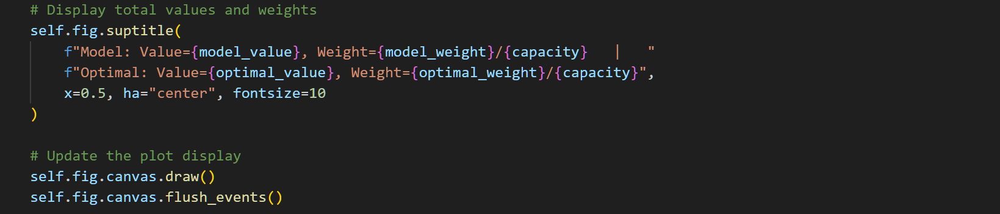 # Display total values and weights
self.fig.suptitle(
    f"Model: Value={model_value}, Weight={model_weight}/{capacity}   |   "
    f"Optimal: Value={optimal_value}, Weight={optimal_weight}/{capacity}",
    x=0.5, ha="center", fontsize=10
)

# Update the plot display
self.fig.canvas.draw()
self.fig.canvas.flush_events()